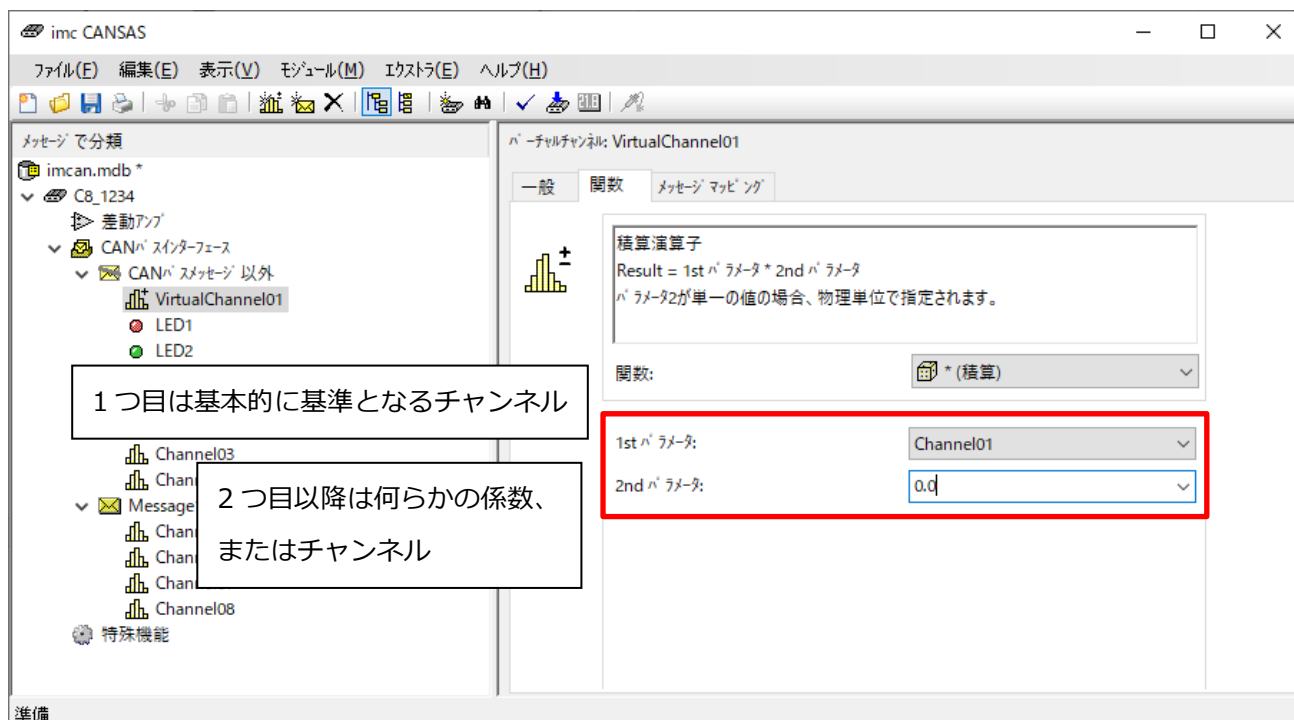 imc CANSAS
ファイル(F) 編集(E) 表示(V) モジュール(M) エクストラ(E) ヘルプ(H)
メッセージで分類
imcan.mdb *
C8_1234
差動アンプ
CANバスインターフェース
CANバスメッセージ以外
VirtualChannel01
LED1
LED2
1つ目は基本的に基準となるチャンネル
Channel03
2つ目以降は何らかの係数、
またはチャンネル
Message
Channel08
特殊機能
バーチャルチャンネル: VirtualChannel01
一般 関数 メッセージマッピング
積算演算子
Result = 1st パラメータ * 2nd パラメータ
パラメータ2が単一の値の場合、物理単位で指定されます。
関数: * (積算)
1st パラメータ: Channel01
2nd パラメータ: 0.0
準備